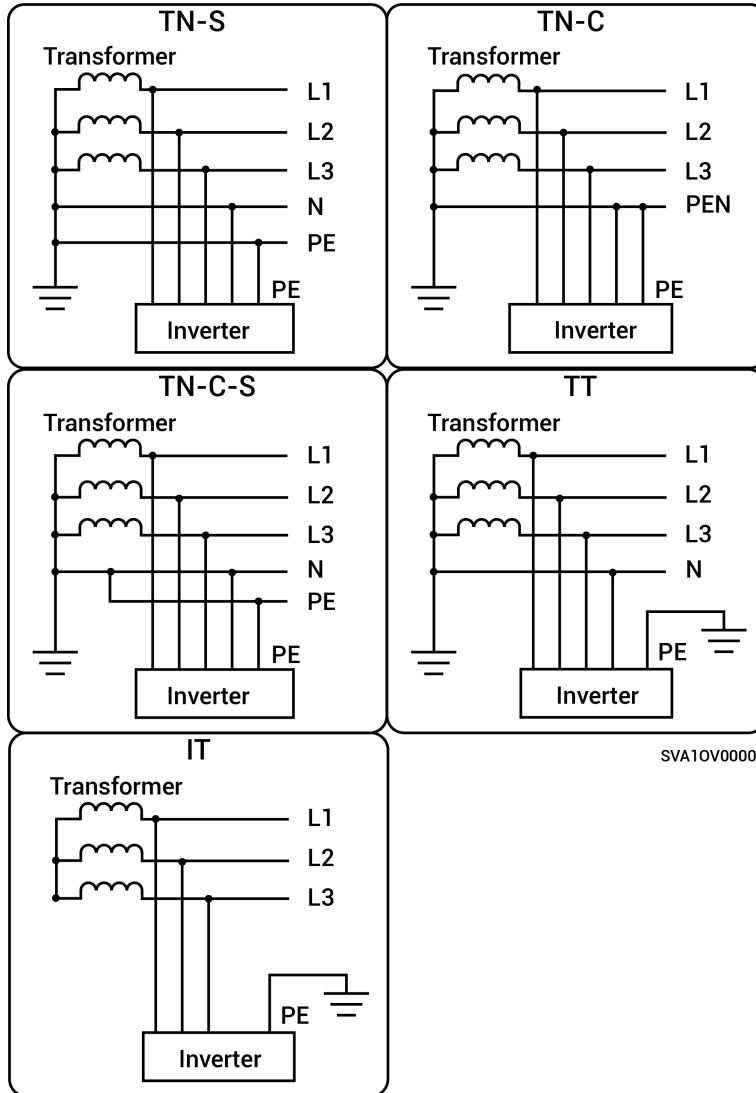 TN-S
Transformer
L1
L2
L3
N
PE
PE
Inverter
TN-C
Transformer
L1
L2
L3
PEN
PE
Inverter
TN-C-S
Transformer
L1
L2
L3
N
PE
PE
Inverter
TT
Transformer
L1
L2
L3
N
PE
Inverter
SVA1OV0000
IT
Transformer
L1
L2
L3
PE
Inverter